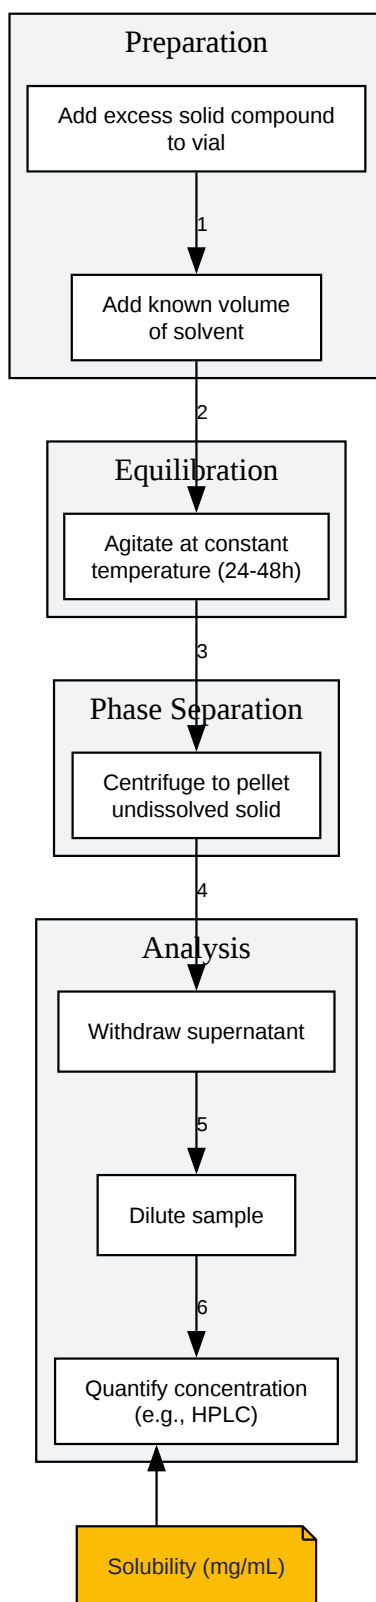 Preparation
Add excess solid compound
to vial
1
Add known volume
of solvent
2
Equilibration
Agitate at constant
temperature (24-48h)
3
Phase Separation
Centrifuge to pellet
undissolved solid
4
Analysis
Withdraw supernatant
5
Dilute sample
6
Quantify concentration
(e.g., HPLC)
Solubility (mg/mL)